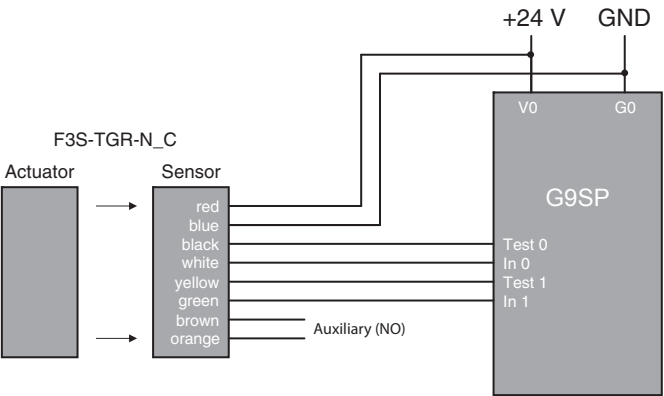 +24 V GND
V0 G0
F3S-TGR-N_C
Actuator Sensor
G9SP
red
blue
black
white
yellow
green
brown
orange
Test 0
In 0
Test 1
In 1
Auxiliary (NO)